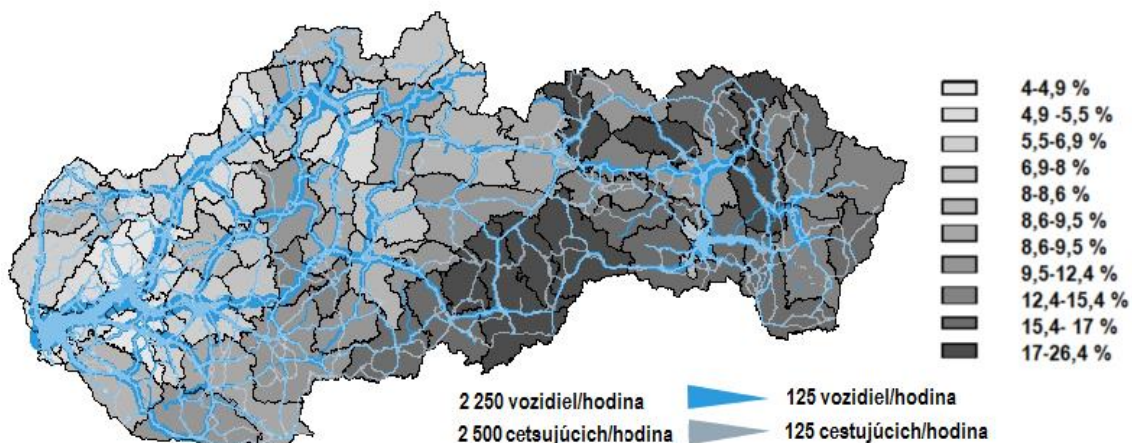 4-4,9 %
4,9 -5,5 %
5,5-6,9 %
6,9-8 %
8-8,6 %
8,6-9,5 %
8,6-9,5 %
9,5-12,4 %
12,4-15,4 %
15,4- 17 %
17-26,4 %
2 250 vozidiel/hodina 125 vozidiel/hodina
2 500 cetsujúcich/hodina 125 cestujúcich/hodina